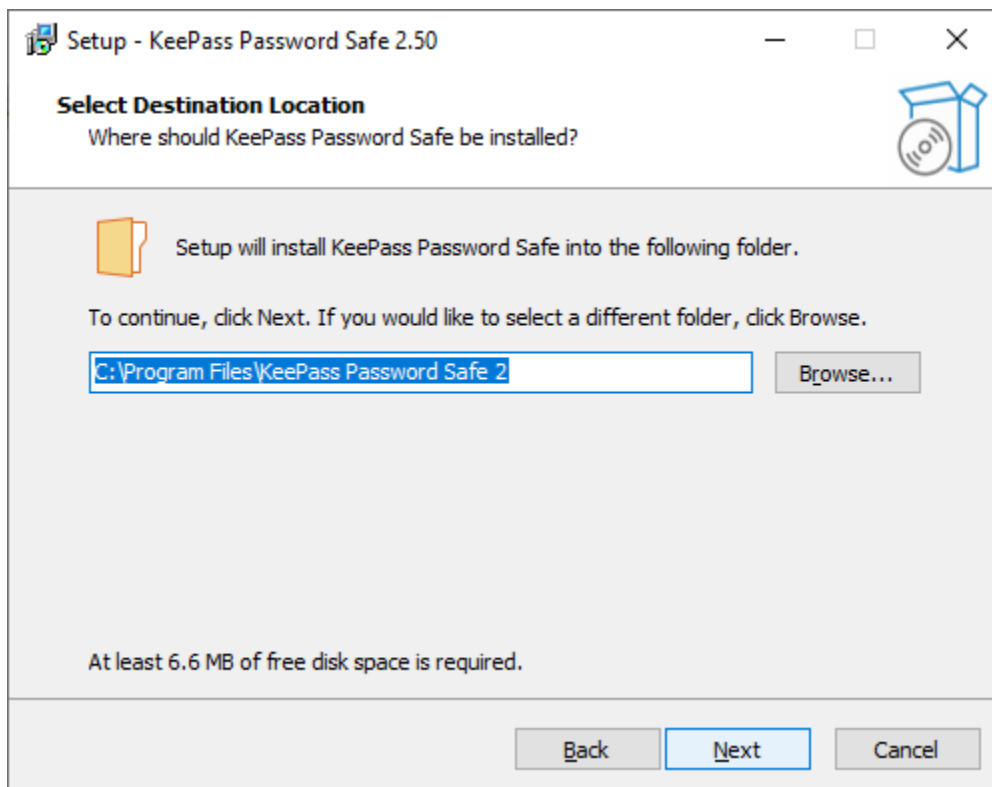 Setup - KeePass Password Safe 2.50
Select Destination Location
Where should KeePass Password Safe be installed?
Setup will install KeePass Password Safe into the following folder.
To continue, click Next. If you would like to select a different folder, click Browse.
C:\Program Files\KeePass Password Safe 2
Browse...
At least 6.6 MB of free disk space is required.
Back
Next
Cancel